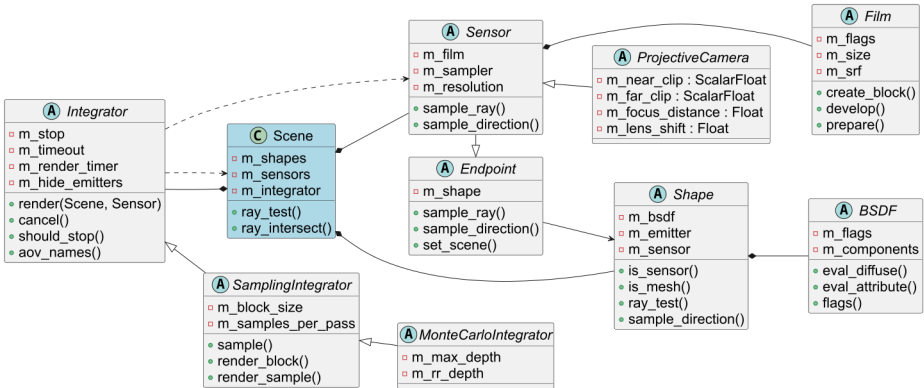 A Sensor
m_film
m_sampler
m_resolution
sample_ray()
sample_direction()
A Film
m_flags
m_size
m_srf
create_block()
develop()
prepare()
A ProjectiveCamera
m_near_clip : ScalarFloat
m_far_clip : ScalarFloat
m_focus_distance : Float
m_lens_shift : Float
A Integrator
m_stop
m_timeout
m_render_timer
m_hide_emitters
render(Scene, Sensor)
cancel()
should_stop()
aov_names()
C Scene
m_shapes
m_sensors
m_integrator
ray_test()
ray_intersect()
A Endpoint
m_shape
sample_ray()
sample_direction()
set_scene()
A Shape
m_bsdf
m_emitter
m_sensor
is_sensor()
is_mesh()
ray_test()
sample_direction()
A BSDF
m_flags
m_components
eval_diffuse()
eval_attribute()
flags()
A SamplingIntegrator
m_block_size
m_samples_per_pass
sample()
render_block()
render_sample()
A MonteCarloIntegrator
m_max_depth
m_rr_depth